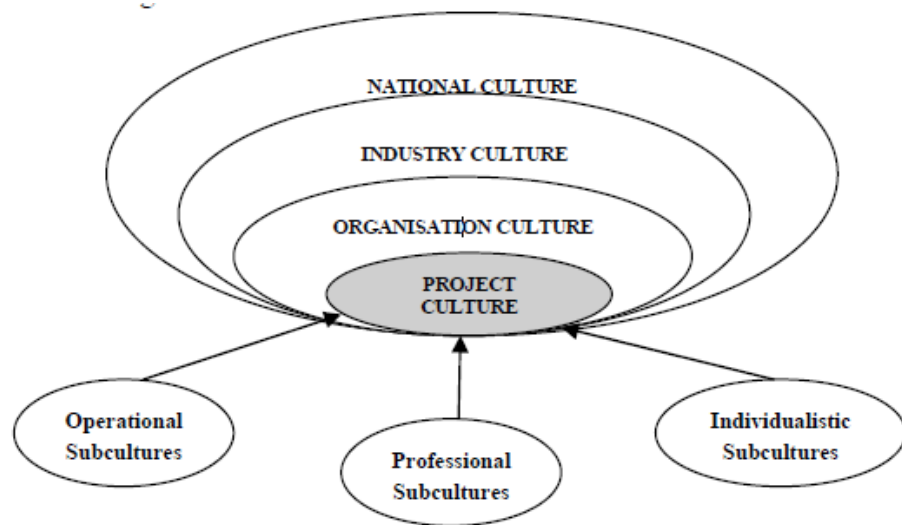 NATIONAL CULTURE
INDUSTRY CULTURE
ORGANISATION CULTURE
PROJECT
CULTURE
Operational
Subcultures
Professional
Subcultures
Individualistic
Subcultures